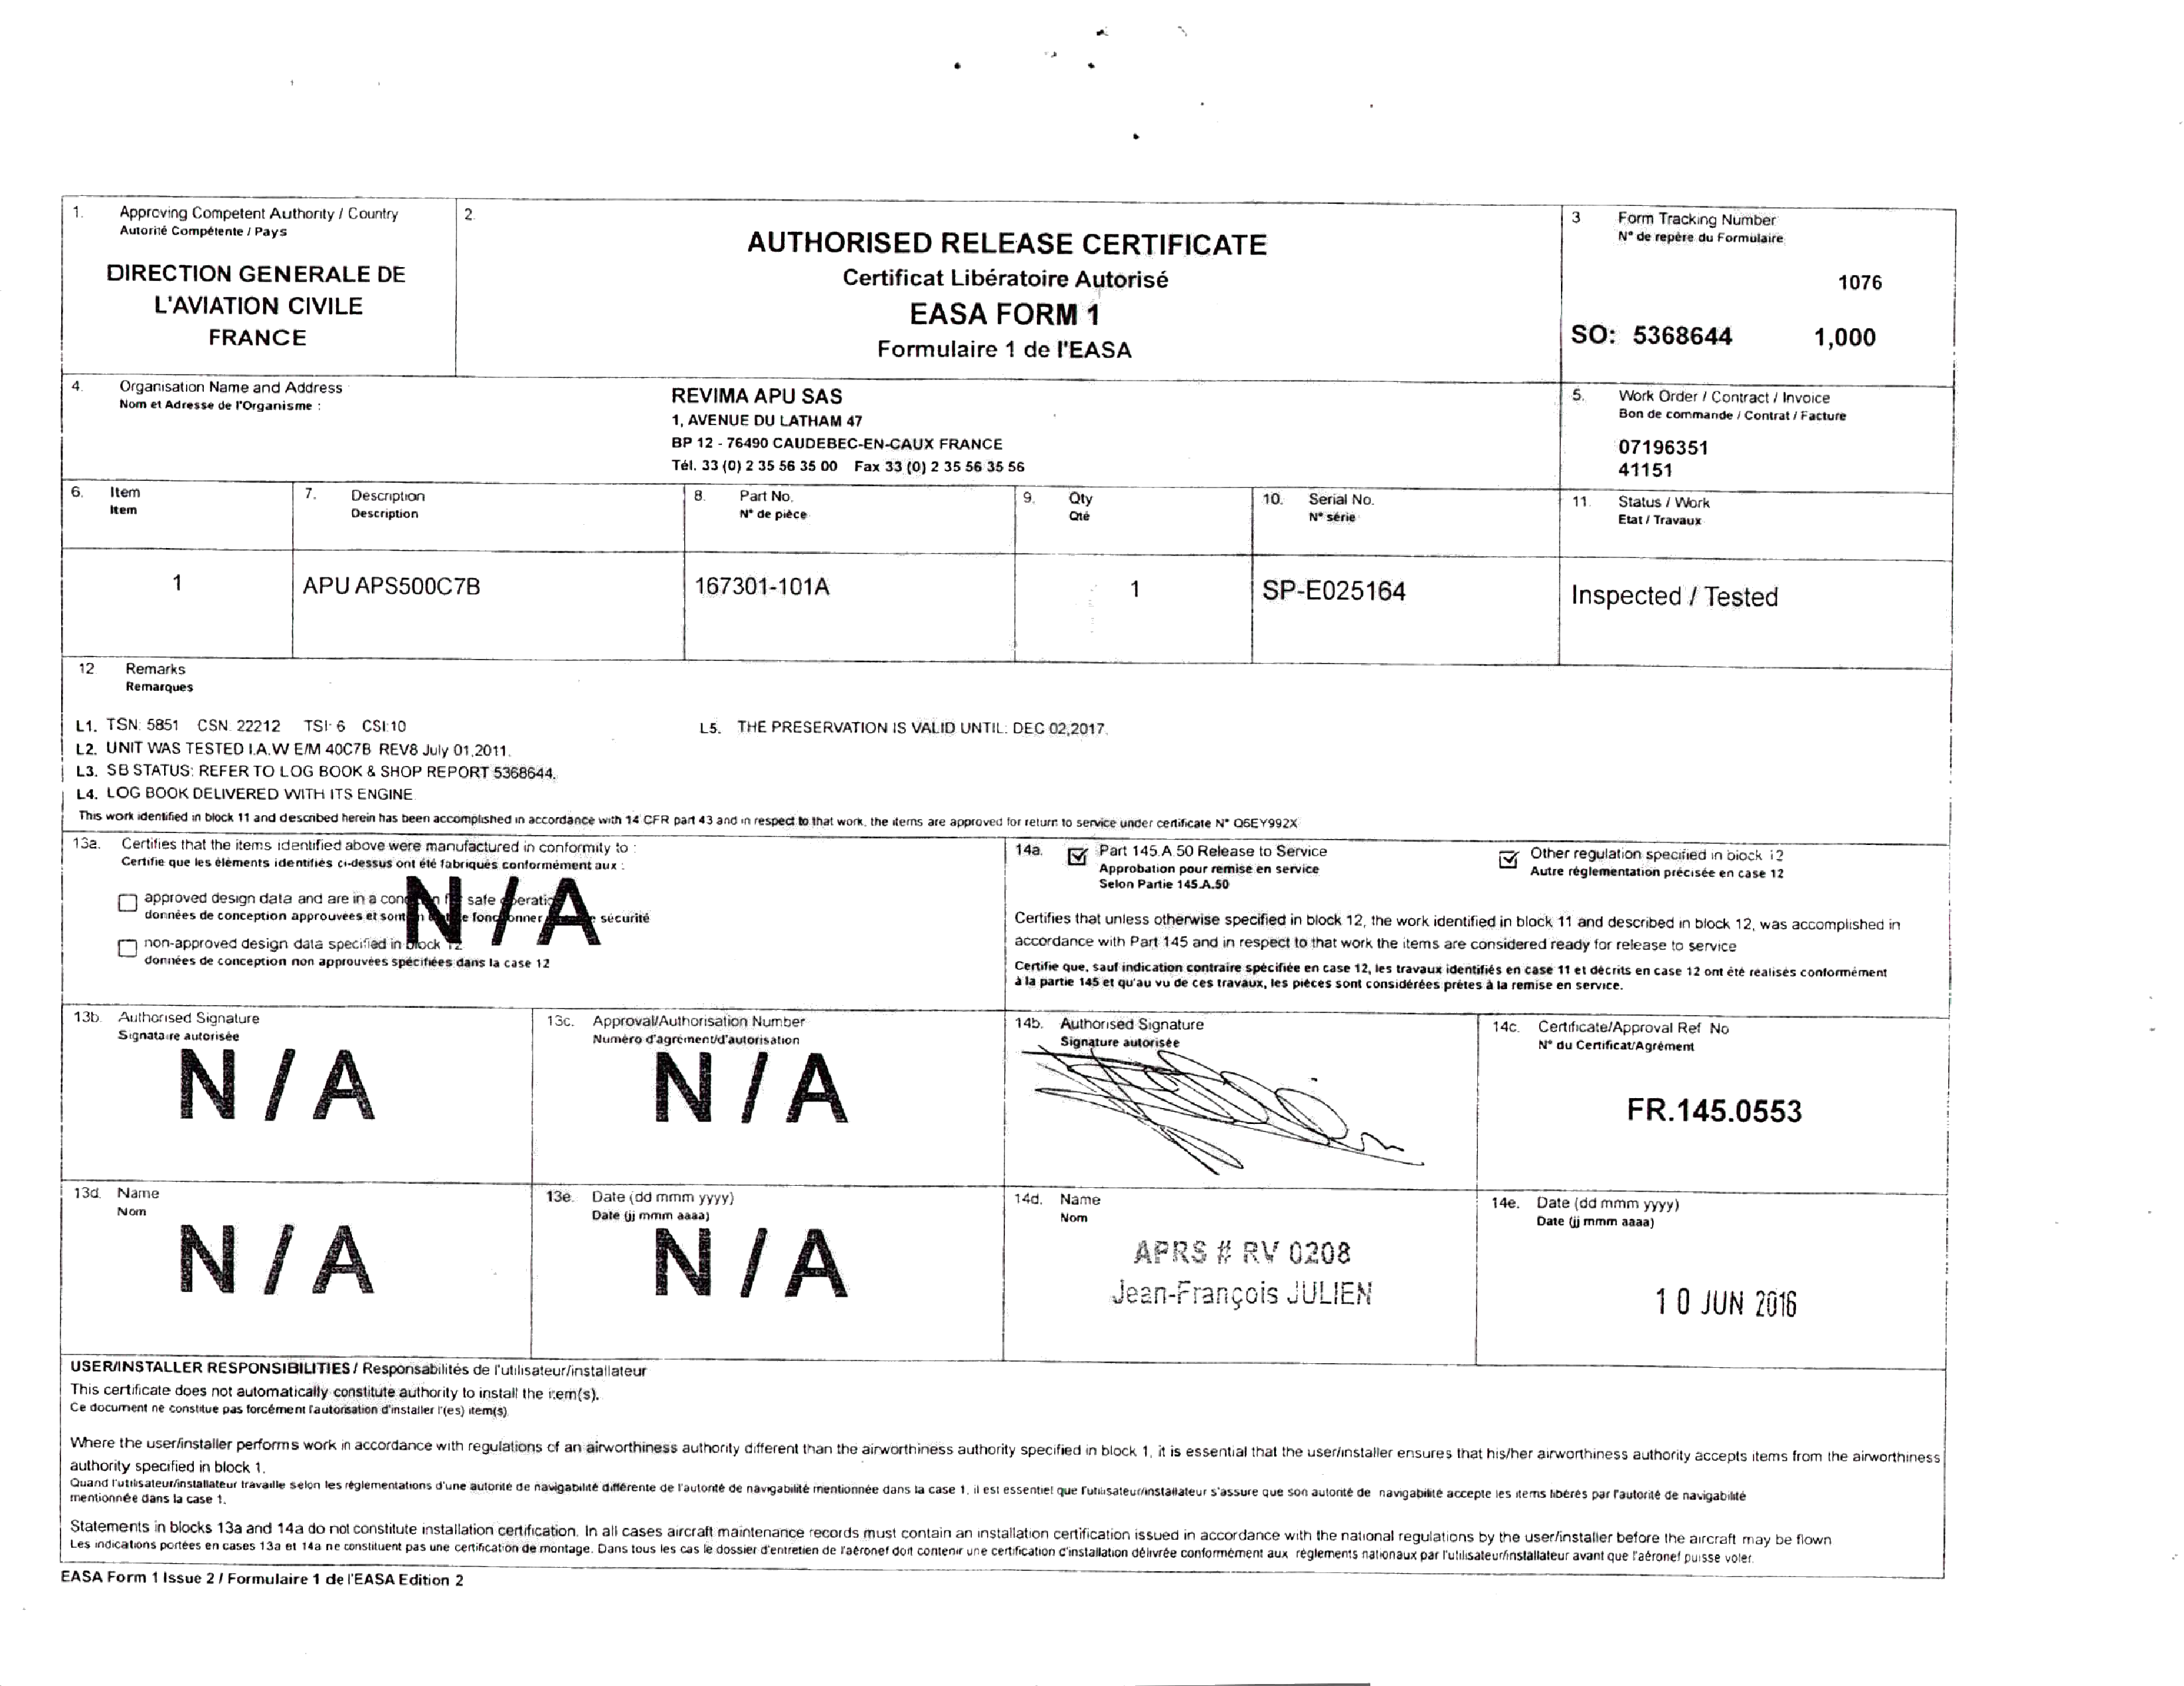 1. Approving Competent Authority / Country
Autorité Compétente / Pays
DIRECTION GENERALE DE
L'AVIATION CIVILE
FRANCE
2.
AUTHORISED RELEASE CERTIFICATE
Certificat Libératoire Autorisé
EASA FORM 1
Formulaire 1 de l'EASA
3 Form Tracking Number
N° de repère du Formulaire
1076
SO: 5368644 1,000
4. Organisation Name and Address
Nom et Adresse de l'Organisme :
REVIMA APU SAS
1, AVENUE DU LATHAM 47
BP 12 - 76490 CAUDEBEC-EN-CAUX FRANCE
Tél. 33 (0) 2 35 56 35 00 Fax 33 (0) 2 35 56 35 56
5. Work Order / Contract / Invoice
Bon de commande / Contrat / Facture
07196351
41151
6. Item
Item
7. Description
Description
8. Part No.
N° de pièce
9. Qty
Qté
10. Serial No.
N° série
11. Status / Work
Etat / Travaux
1 APU APS500C7B 167301-101A 1 SP-E025164 Inspected / Tested
12 Remarks
Remarques
L1. TSN: 5851 CSN: 22212 TSI: 6 CSI:10
L2. UNIT WAS TESTED I.A.W E/M 40C7B REV8 July 01,2011.
L3. SB STATUS: REFER TO LOG BOOK & SHOP REPORT 5368644.
L4. LOG BOOK DELIVERED WITH ITS ENGINE.
L5. THE PRESERVATION IS VALID UNTIL: DEC 02,2017.
This work identified in block 11 and described herein has been accomplished in accordance with 14 CFR part 43 and in respect to that work, the items are approved for return to service under certificate N° Q6EY992X
13a. Certifies that the items identified above were manufactured in conformity to :
Certifie que les éléments identifiés ci-dessus ont été fabriqués conformément aux :
approved design data and are in a safe
données de conception approuvées et sont sécurité
N / A
non-approved design data specified in block 12
données de conception non approuvées spécifiées dans la case 12
14a. Part 145.A.50 Release to Service
Approbation pour remise en service
Selon Partie 145.A.50
Other regulation specified in block 12
Autre réglementation précisée en case 12
Certifies that unless otherwise specified in block 12, the work identified in block 11 and described in block 12, was accomplished in
accordance with Part 145 and in respect to that work the items are considered ready for release to service
Certifie que, sauf indication contraire spécifiée en case 12, les travaux identifiés en case 11 et décrits en case 12 ont été réalisés conformément
à la partie 145 et qu'au vu de ces travaux, les pièces sont considérées prêtes à la remise en service.
13b. Authorised Signature
Signataire autorisée
N / A
13c. Approval/Authorisation Number
Numéro d'agrément/d'autorisation
N / A
14b. Authorised Signature
Signature autorisée
14c. Certificate/Approval Ref No
N° du Certificat/Agrément
FR.145.0553
13d. Name
Nom
N / A
13e. Date (dd mmm yyyy)
Date (jj mmm aaaa)
N / A
14d. Name
Nom
APRS # RV 0208
Jean-François JULIEN
14e. Date (dd mmm yyyy)
Date (jj mmm aaaa)
10 JUN 2016
USER/INSTALLER RESPONSIBILITIES / Responsabilités de l'utilisateur/installateur
This certificate does not automatically constitute authority to install the item(s).
Ce document ne constitue pas forcément l'autorisation d'installer l'(es) item(s)
Where the user/installer performs work in accordance with regulations of an airworthiness authority different than the airworthiness authority specified in block 1, it is essential that the user/installer ensures that his/her airworthiness authority accepts items from the airworthiness
authority specified in block 1.
Quand l'utilisateur/installateur travaille selon les réglementations d'une autorité de navigabilité différente de l'autorité de navigabilité mentionnée dans la case 1, il est essentiel que l'utilisateur/installateur s'assure que son autorité de navigabilité accepte les items libérés par l'autorité de navigabilité
mentionnée dans la case 1.
Statements in blocks 13a and 14a do not constitute installation certification. In all cases aircraft maintenance records must contain an installation certification issued in accordance with the national regulations by the user/installer before the aircraft may be flown
Les indications portées en cases 13a et 14a ne constituent pas une certification de montage. Dans tous les cas le dossier d'entretien de l'aéronef doit contenir une certification d'installation délivrée conformément aux règlements nationaux par l'utilisateur/installateur avant que l'aéronef puisse voler.
EASA Form 1 Issue 2 / Formulaire 1 de l'EASA Edition 2